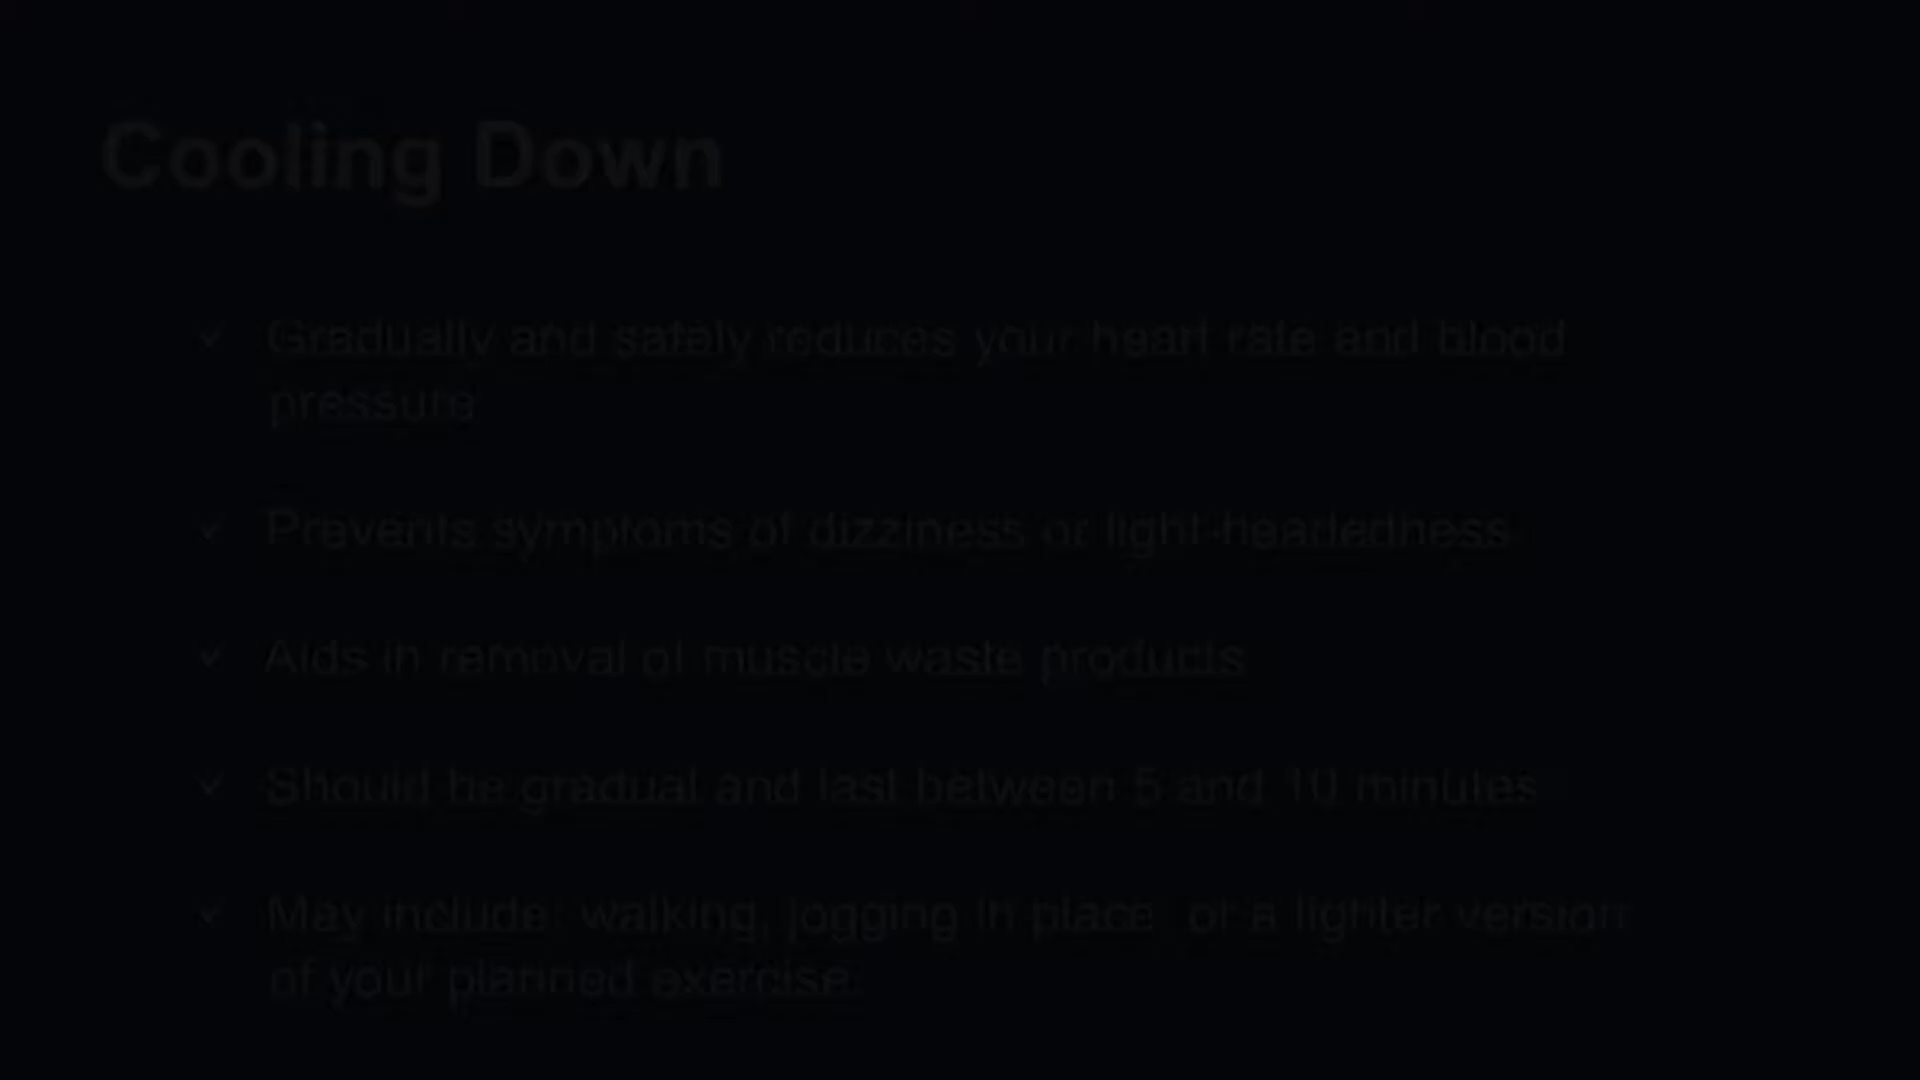 Cooling Down
✓ Gradually and safely reduces your heart rate and blood
pressure
✓ Prevents symptoms of dizziness or light-headedness
✓ Aids in removal of muscle waste products
✓ Should be gradual and last between 5 and 10 minutes
✓ May include: walking, jogging in place, or a lighter version
of your planned exercise.